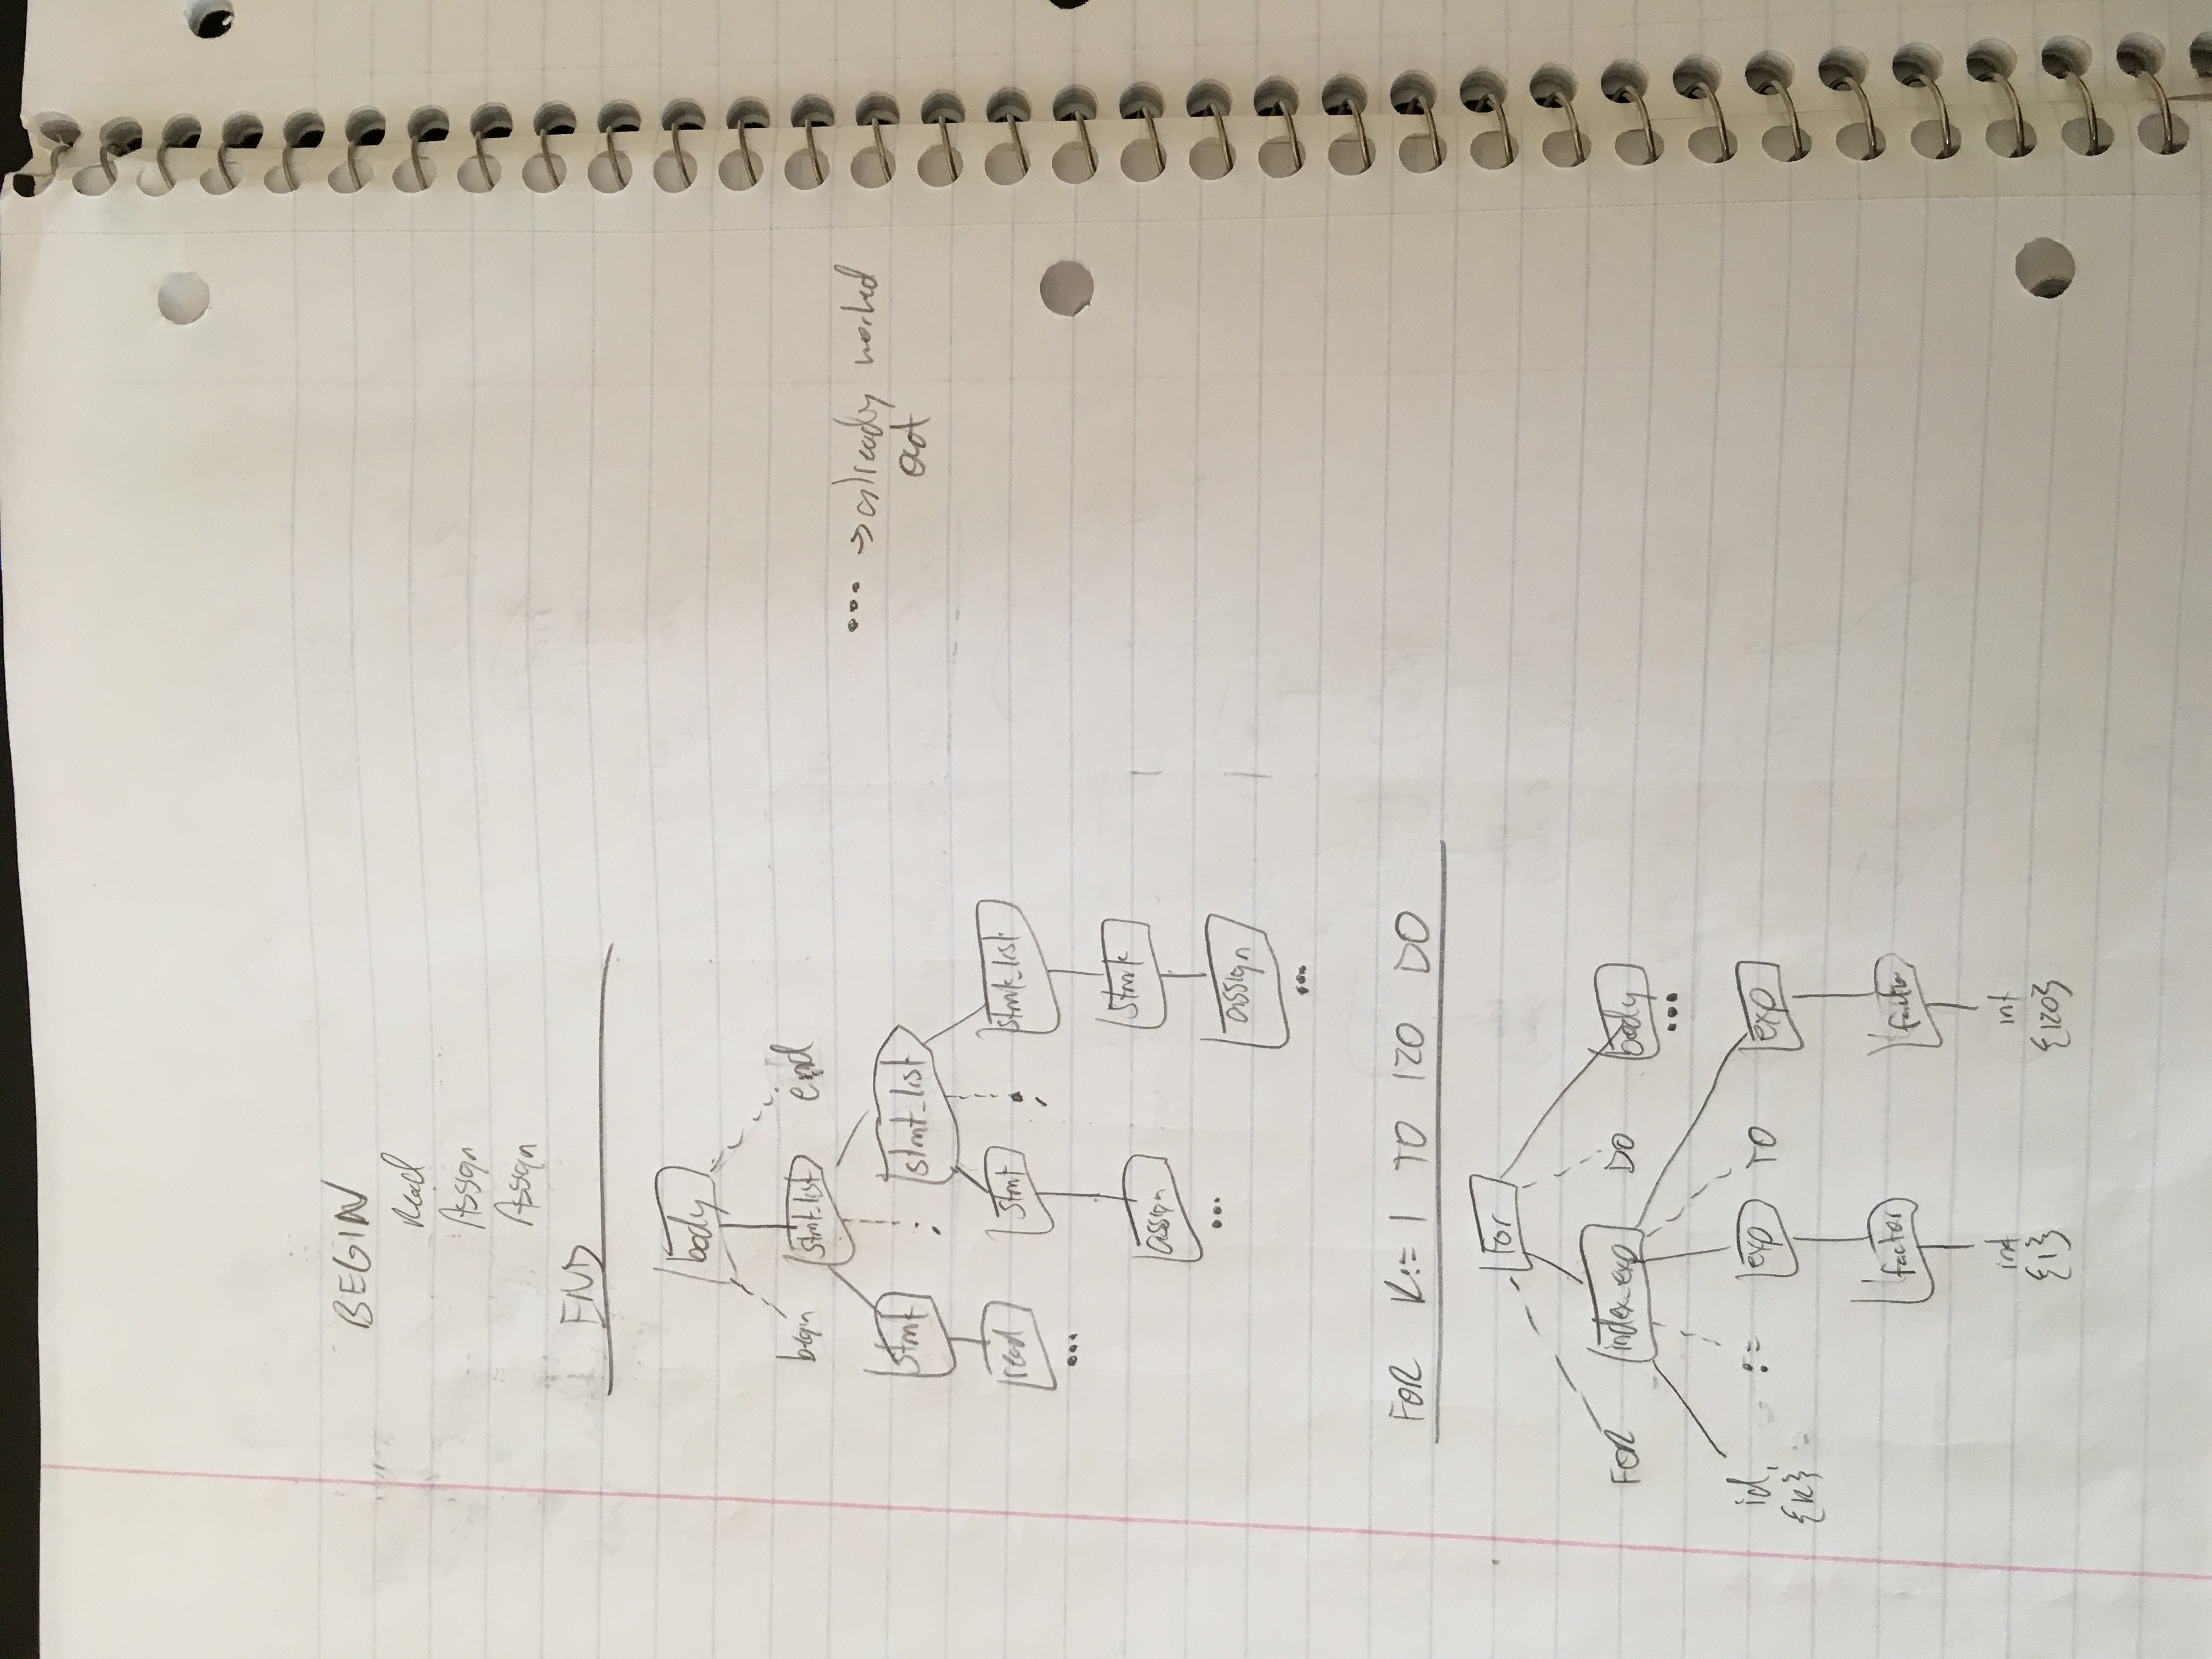 BEGIN
Read
Assign
Assign
END
body
begin stmt_list end
stmt ; stmt_list
read stmt ; stmt_list
...
assign stmt
...
assign
...
... → already worked
out
FOR K:= 1 TO 120 DO
For
FOR index_exp DO body
...
id := exp TO exp
{K}
factor factor
int int
{1} {120}